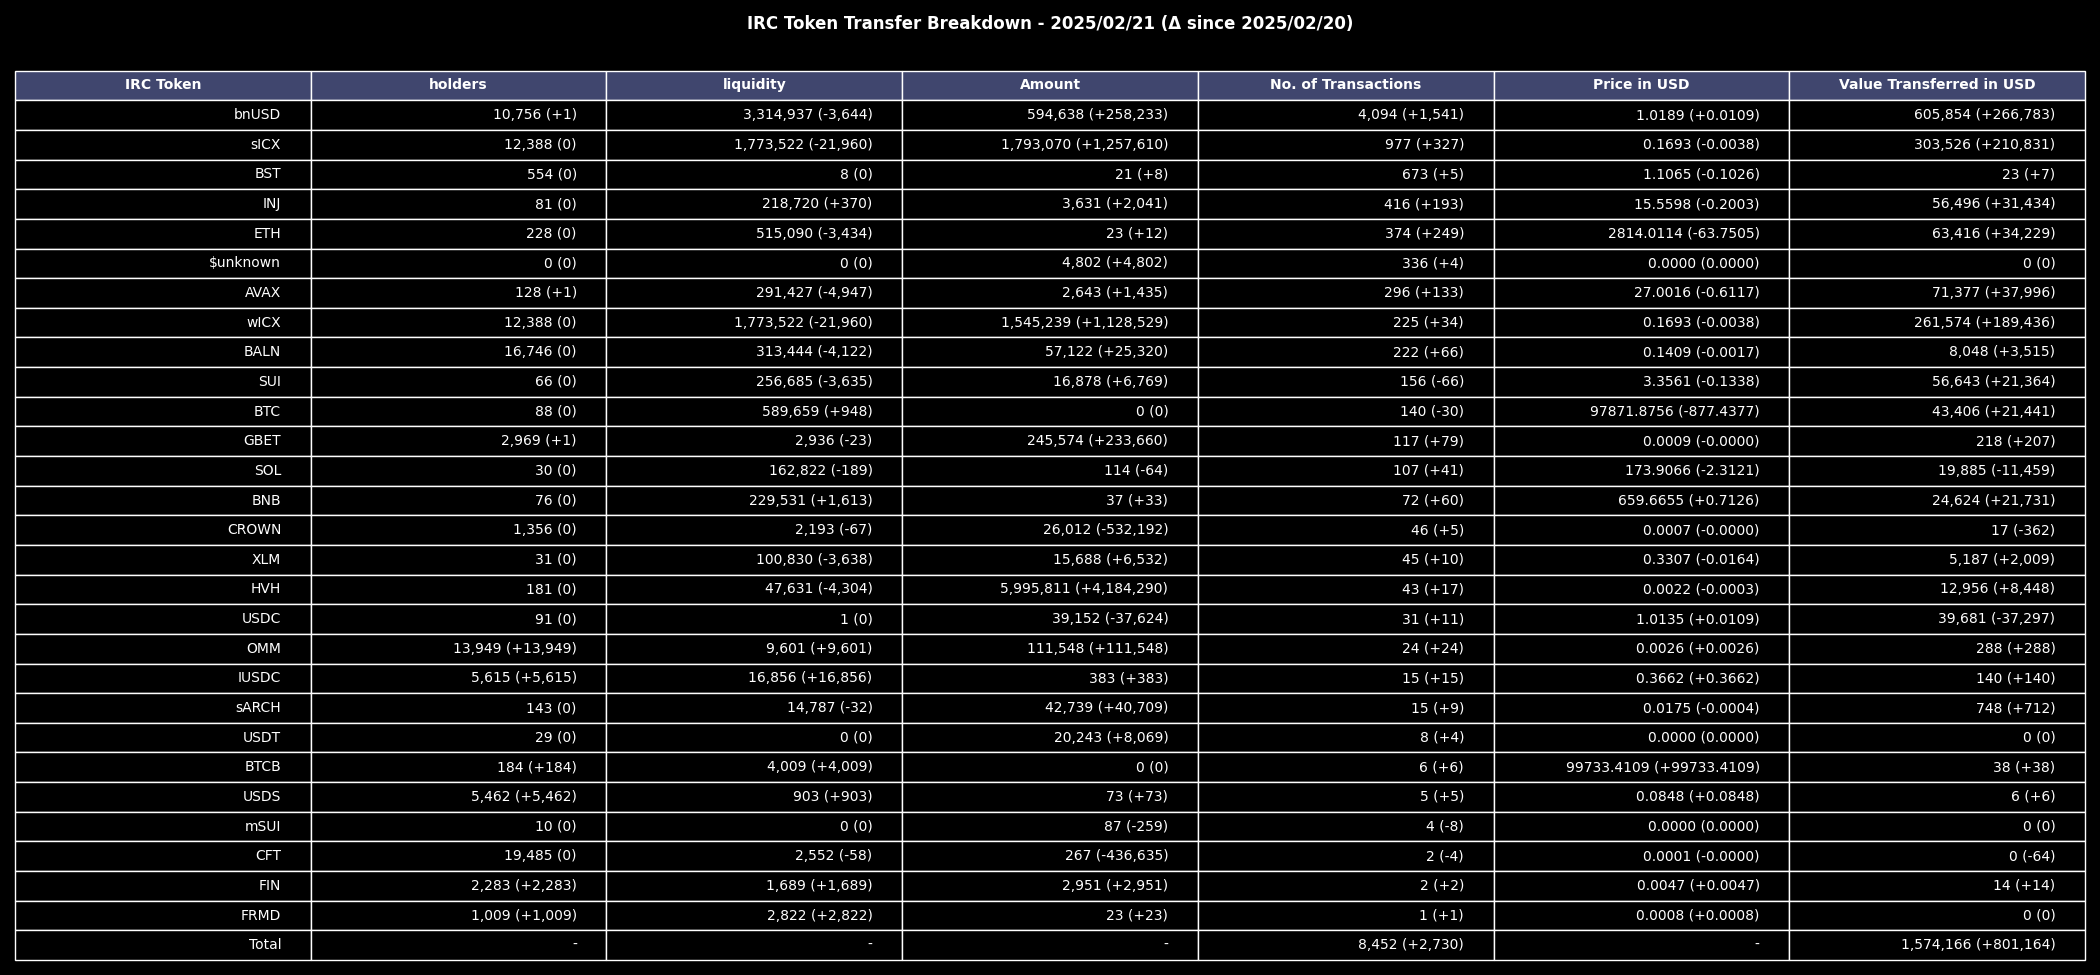 IRC Token Transfer Breakdown - 2025/02/21 (Δ since 2025/02/20)
IRC Token holders liquidity Amount No. of Transactions Price in USD Value Transferred in USD
bnUSD 10,756 (+1) 3,314,937 (-3,644) 594,638 (+258,233) 4,094 (+1,541) 1.0189 (+0.0109) 605,854 (+266,783)
sICX 12,388 (0) 1,773,522 (-21,960) 1,793,070 (+1,257,610) 977 (+327) 0.1693 (-0.0038) 303,526 (+210,831)
BST 554 (0) 8 (0) 21 (+8) 673 (+5) 1.1065 (-0.1026) 23 (+7)
INJ 81 (0) 218,720 (+370) 3,631 (+2,041) 416 (+193) 15.5598 (-0.2003) 56,496 (+31,434)
ETH 228 (0) 515,090 (-3,434) 23 (+12) 374 (+249) 2814.0114 (-63.7505) 63,416 (+34,229)
$unknown 0 (0) 0 (0) 4,802 (+4,802) 336 (+4) 0.0000 (0.0000) 0 (0)
AVAX 128 (+1) 291,427 (-4,947) 2,643 (+1,435) 296 (+133) 27.0016 (-0.6117) 71,377 (+37,996)
wICX 12,388 (0) 1,773,522 (-21,960) 1,545,239 (+1,128,529) 225 (+34) 0.1693 (-0.0038) 261,574 (+189,436)
BALN 16,746 (0) 313,444 (-4,122) 57,122 (+25,320) 222 (+66) 0.1409 (-0.0017) 8,048 (+3,515)
SUI 66 (0) 256,685 (-3,635) 16,878 (+6,769) 156 (-66) 3.3561 (-0.1338) 56,643 (+21,364)
BTC 88 (0) 589,659 (+948) 0 (0) 140 (-30) 97871.8756 (-877.4377) 43,406 (+21,441)
GBET 2,969 (+1) 2,936 (-23) 245,574 (+233,660) 117 (+79) 0.0009 (-0.0000) 218 (+207)
SOL 30 (0) 162,822 (-189) 114 (-64) 107 (+41) 173.9066 (-2.3121) 19,885 (-11,459)
BNB 76 (0) 229,531 (+1,613) 37 (+33) 72 (+60) 659.6655 (+0.7126) 24,624 (+21,731)
CROWN 1,356 (0) 2,193 (-67) 26,012 (-532,192) 46 (+5) 0.0007 (-0.0000) 17 (-362)
XLM 31 (0) 100,830 (-3,638) 15,688 (+6,532) 45 (+10) 0.3307 (-0.0164) 5,187 (+2,009)
HVH 181 (0) 47,631 (-4,304) 5,995,811 (+4,184,290) 43 (+17) 0.0022 (-0.0003) 12,956 (+8,448)
USDC 91 (0) 1 (0) 39,152 (-37,624) 31 (+11) 1.0135 (+0.0109) 39,681 (-37,297)
OMM 13,949 (+13,949) 9,601 (+9,601) 111,548 (+111,548) 24 (+24) 0.0026 (+0.0026) 288 (+288)
IUSDC 5,615 (+5,615) 16,856 (+16,856) 383 (+383) 15 (+15) 0.3662 (+0.3662) 140 (+140)
sARCH 143 (0) 14,787 (-32) 42,739 (+40,709) 15 (+9) 0.0175 (-0.0004) 748 (+712)
USDT 29 (0) 0 (0) 20,243 (+8,069) 8 (+4) 0.0000 (0.0000) 0 (0)
BTCB 184 (+184) 4,009 (+4,009) 0 (0) 6 (+6) 99733.4109 (+99733.4109) 38 (+38)
USDS 5,462 (+5,462) 903 (+903) 73 (+73) 5 (+5) 0.0848 (+0.0848) 6 (+6)
mSUI 10 (0) 0 (0) 87 (-259) 4 (-8) 0.0000 (0.0000) 0 (0)
CFT 19,485 (0) 2,552 (-58) 267 (-436,635) 2 (-4) 0.0001 (-0.0000) 0 (-64)
FIN 2,283 (+2,283) 1,689 (+1,689) 2,951 (+2,951) 2 (+2) 0.0047 (+0.0047) 14 (+14)
FRMD 1,009 (+1,009) 2,822 (+2,822) 23 (+23) 1 (+1) 0.0008 (+0.0008) 0 (0)
Total - - - 8,452 (+2,730) - 1,574,166 (+801,164)